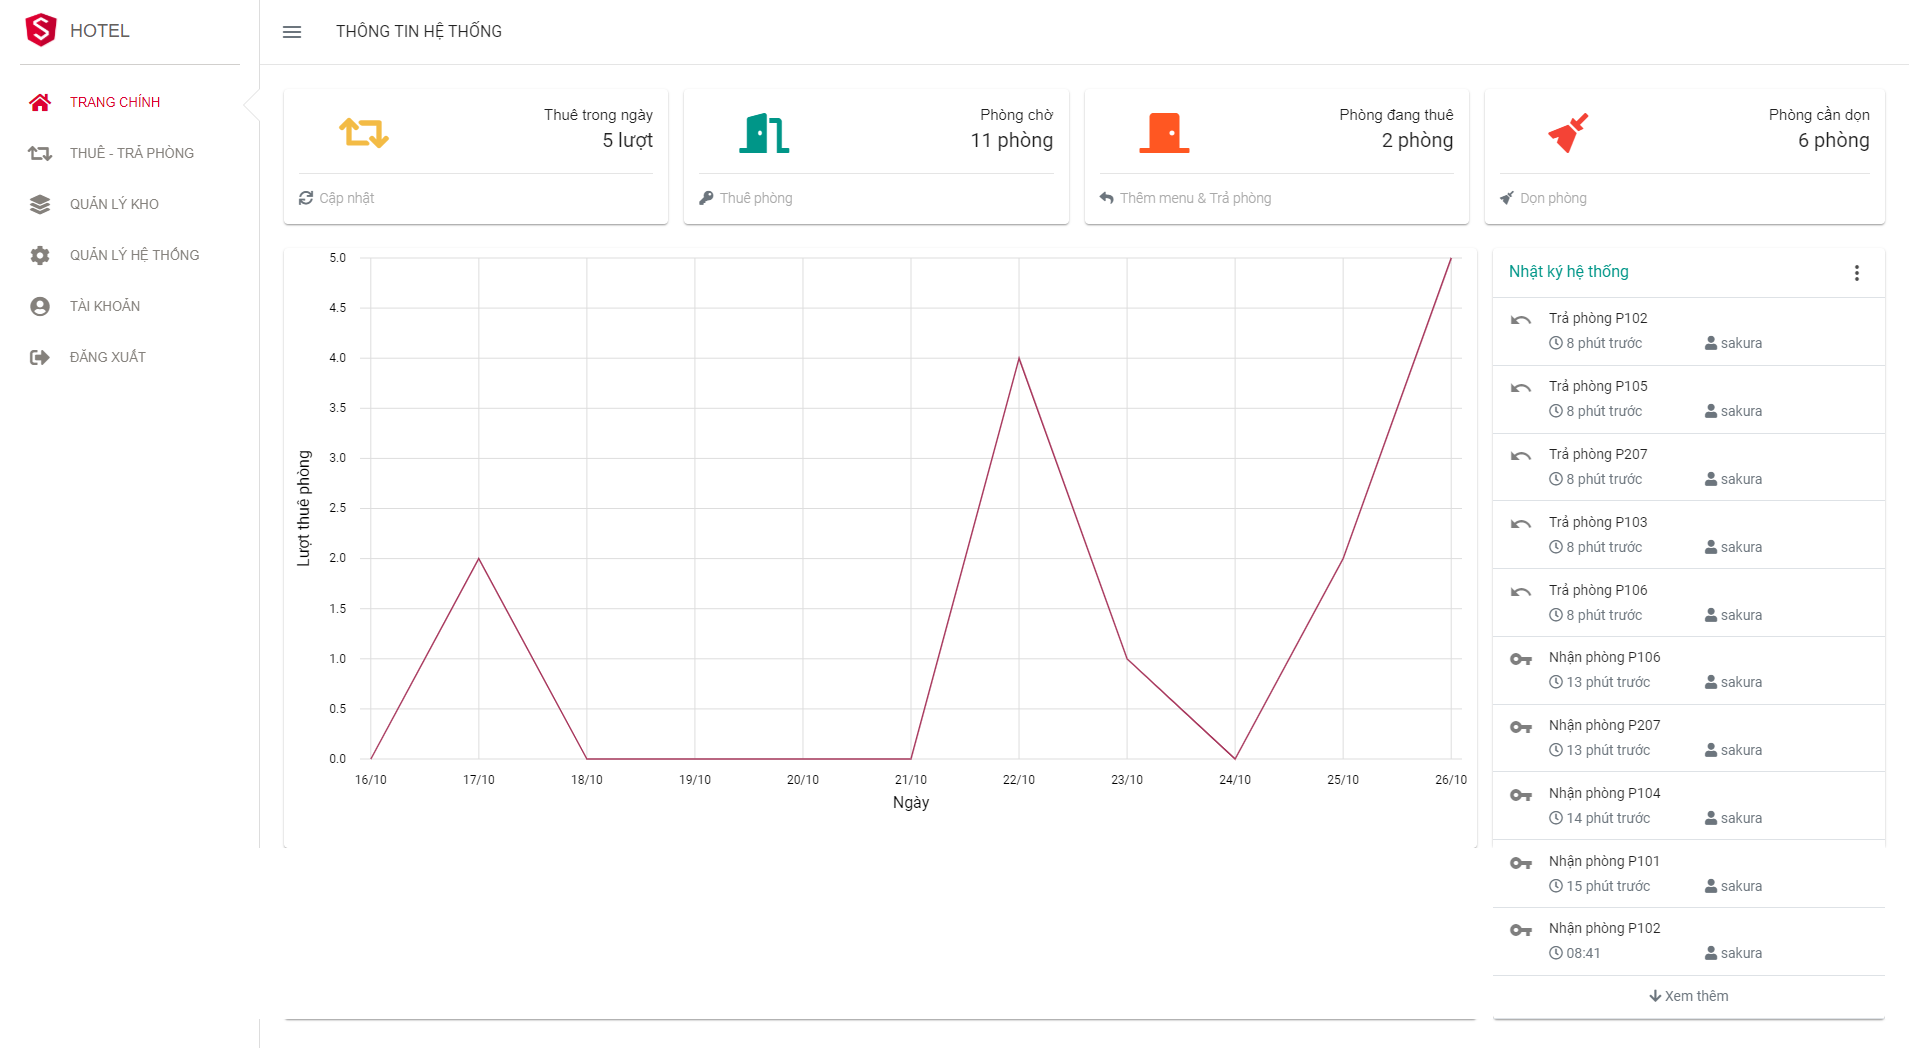 HOTEL
THÔNG TIN HỆ THỐNG
TRANG CHÍNH
THUÊ - TRẢ PHÒNG
QUẢN LÝ KHO
QUẢN LÝ HỆ THỐNG
TÀI KHOẢN
ĐĂNG XUẤT
Thuê trong ngày
5 lượt
Cập nhật
Phòng chờ
11 phòng
Thuê phòng
Phòng đang thuê
2 phòng
Thêm menu & Trả phòng
Phòng cần dọn
6 phòng
Dọn phòng
5.0
4.5
4.0
3.5
3.0
2.5
2.0
1.5
1.0
0.5
0.0
Lượt thuê phòng
16/10 17/10 18/10 19/10 20/10 21/10 22/10 23/10 24/10 25/10 26/10
Ngày
Nhật ký hệ thống
Trả phòng P102
8 phút trước sakura
Trả phòng P105
8 phút trước sakura
Trả phòng P207
8 phút trước sakura
Trả phòng P103
8 phút trước sakura
Trả phòng P106
8 phút trước sakura
Nhận phòng P106
13 phút trước sakura
Nhận phòng P207
13 phút trước sakura
Nhận phòng P104
14 phút trước sakura
Nhận phòng P101
15 phút trước sakura
Nhận phòng P102
08:41 sakura
Xem thêm